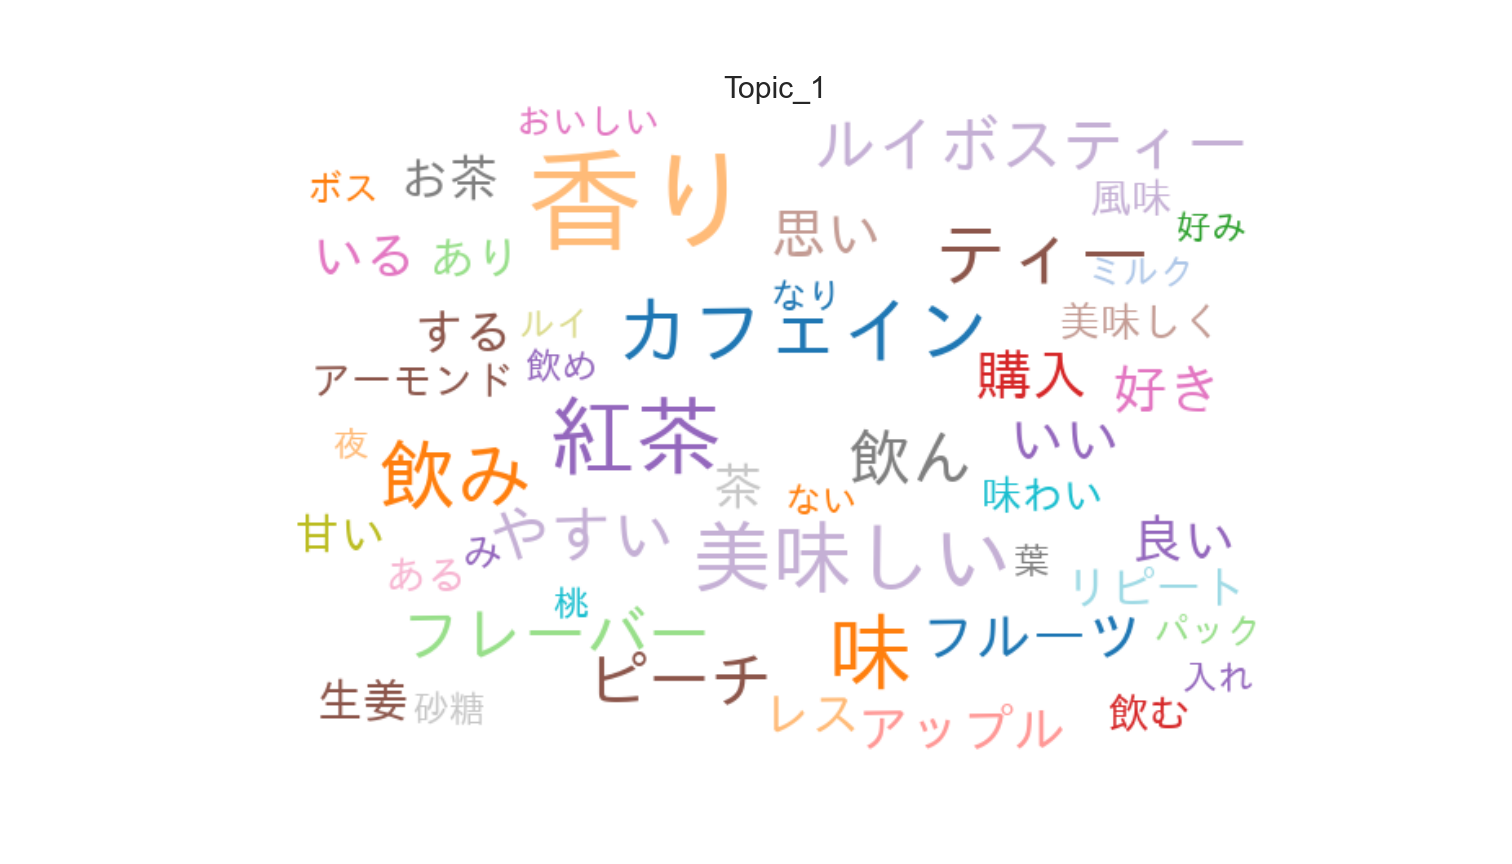 Topic_1
おいしい
ルイボスティー
香り
お茶
ボス
風味
思い
好み
ティー
いる
あり
ミルク
なり
カフェイン
美味しく
する
ルイ
飲め
アーモンド
購入
好き
紅茶
いい
夜
飲み
飲ん
茶
ない
味わい
甘い
やすい
み
美味しい
良い
葉
ある
リピート
桃
フレーバー
味
フルーツ
パック
ピーチ
入れ
生姜
砂糖
レス
アップル
飲む